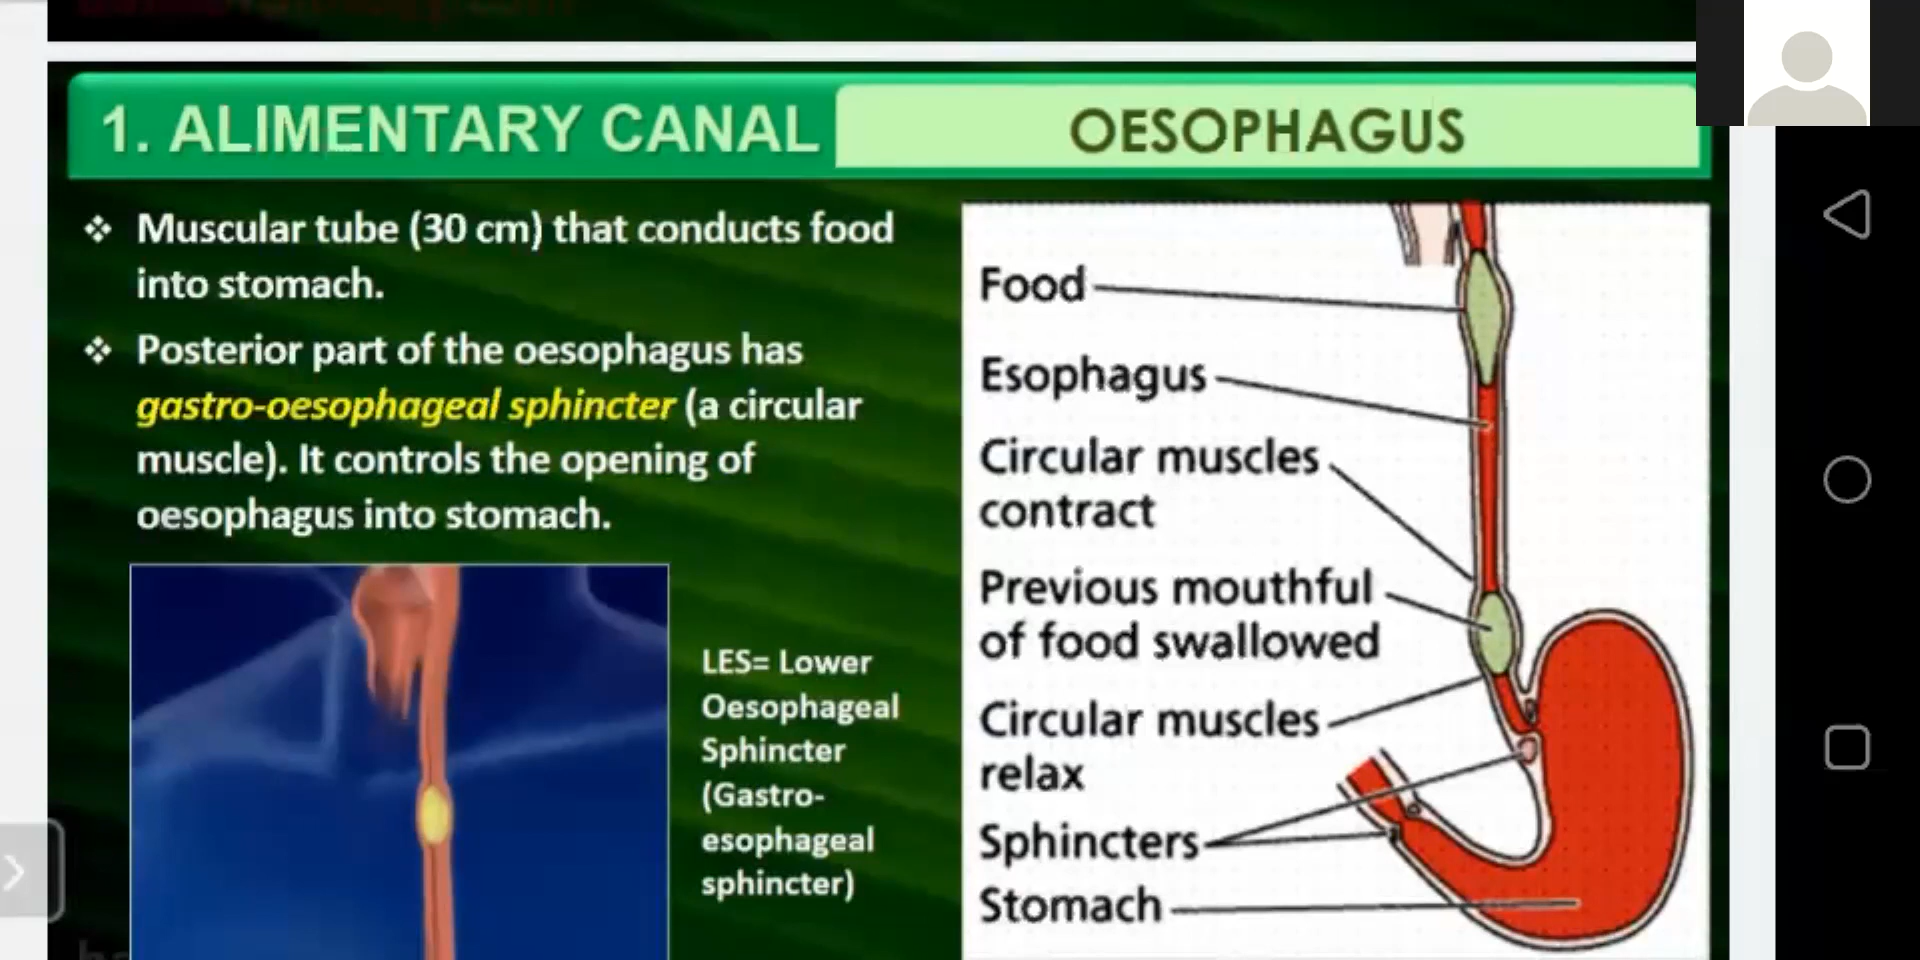 1. ALIMENTARY CANAL
OESOPHAGUS
❖ Muscular tube (30 cm) that conducts food
into stomach.
❖ Posterior part of the oesophagus has
gastro-oesophageal sphincter (a circular
muscle). It controls the opening of
oesophagus into stomach.
LES= Lower
Oesophageal
Sphincter
(Gastro-
esophageal
sphincter)
Food
Esophagus
Circular muscles
contract
Previous mouthful
of food swallowed
Circular muscles
relax
Sphincters
Stomach